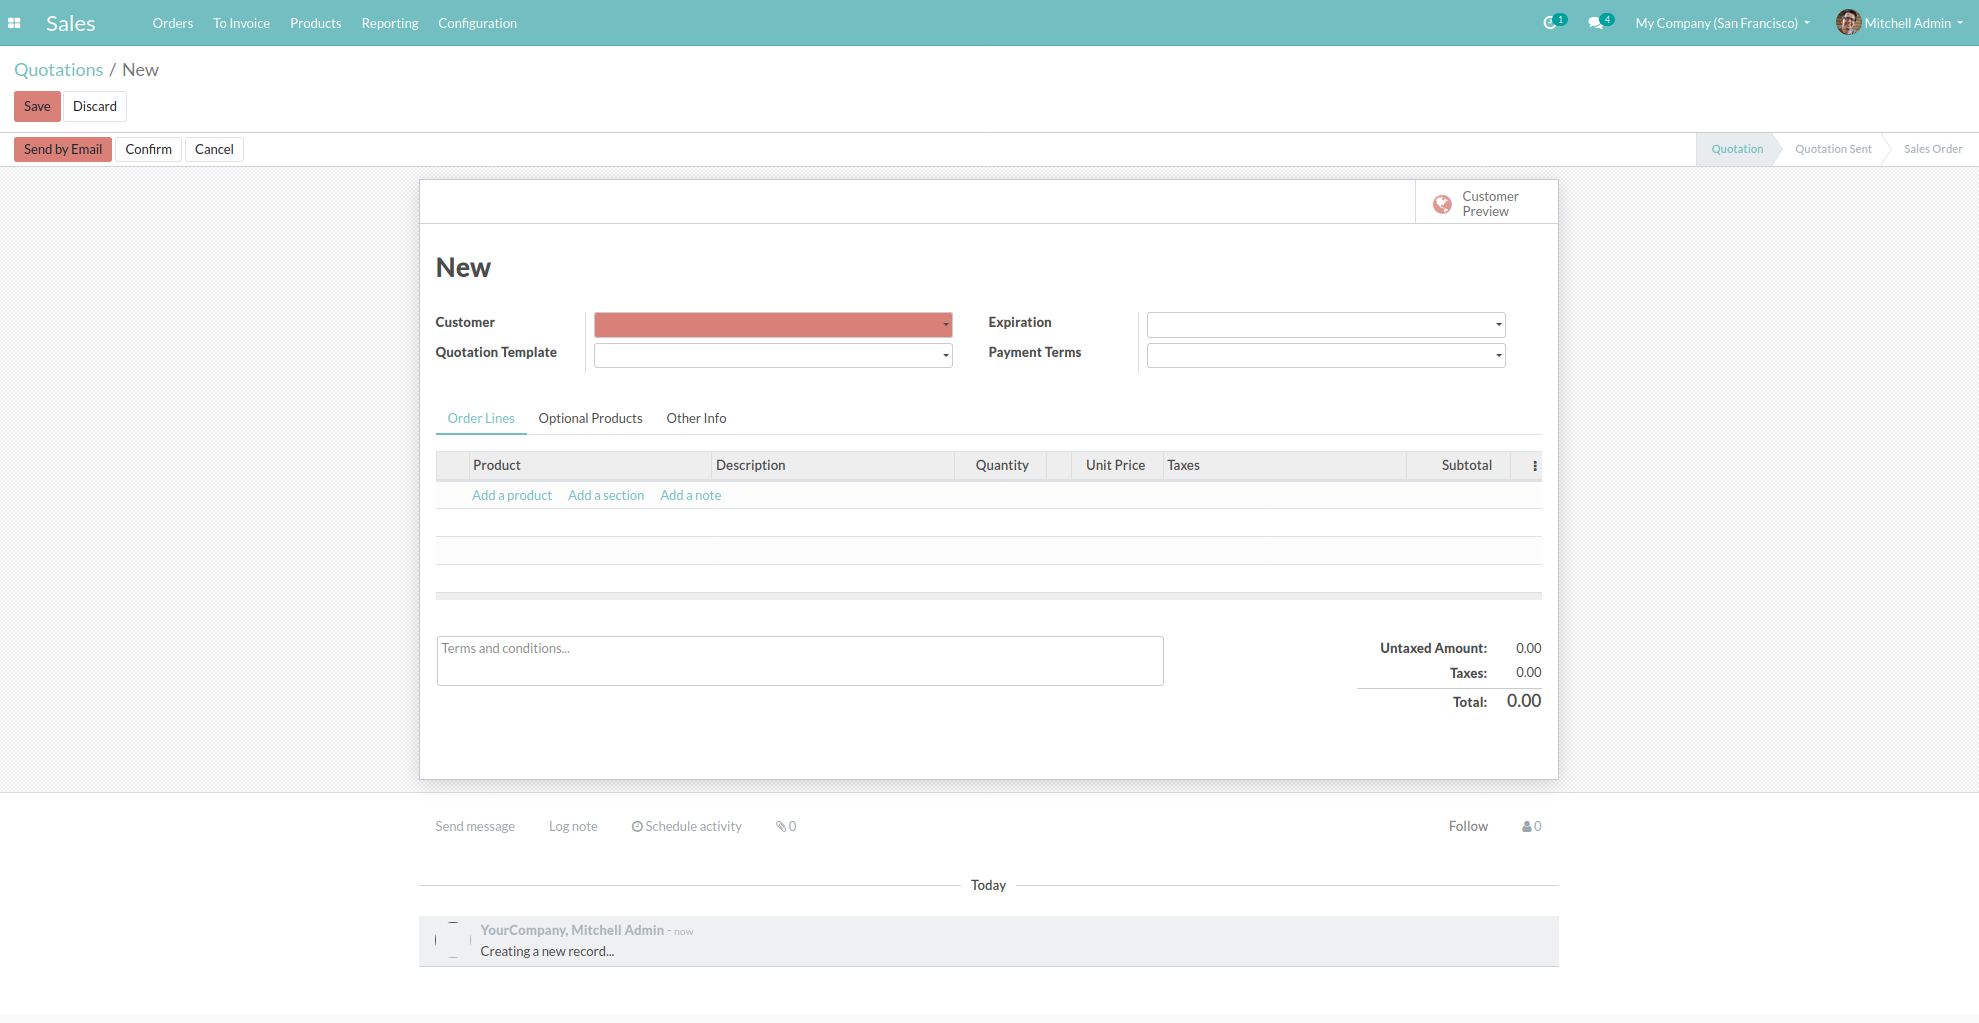 Sales Orders To Invoice Products Reporting Configuration 1 4 My Company (San Francisco) Mitchell Admin
Quotations / New
Save Discard
Send by Email Confirm Cancel Quotation Quotation Sent Sales Order
Customer
Preview
New
Customer Expiration
Quotation Template Payment Terms
Order Lines Optional Products Other Info
Product Description Quantity Unit Price Taxes Subtotal
Add a product Add a section Add a note
Terms and conditions... Untaxed Amount: 0.00
Taxes: 0.00
Total: 0.00
Send message Log note Schedule activity 0 Follow 0
Today
YourCompany, Mitchell Admin - now
Creating a new record...